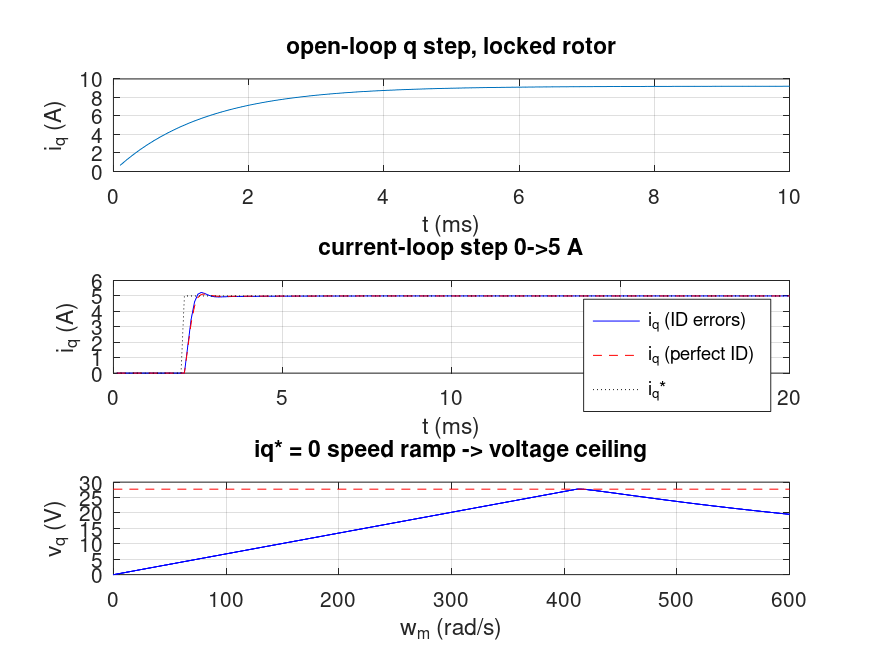 open-loop q step, locked rotor
10
8
6
4
2
0
i_q (A)
0 2 4 6 8 10
t (ms)
current-loop step 0->5 A
6
5
4
3
2
1
0
i_q (A)
i_q (ID errors)
i_q (perfect ID)
i_q*
0 5 10 20
t (ms)
iq* = 0 speed ramp -> voltage ceiling
30
25
20
15
10
5
0
v_q (V)
0 100 200 300 400 500 600
w_m (rad/s)